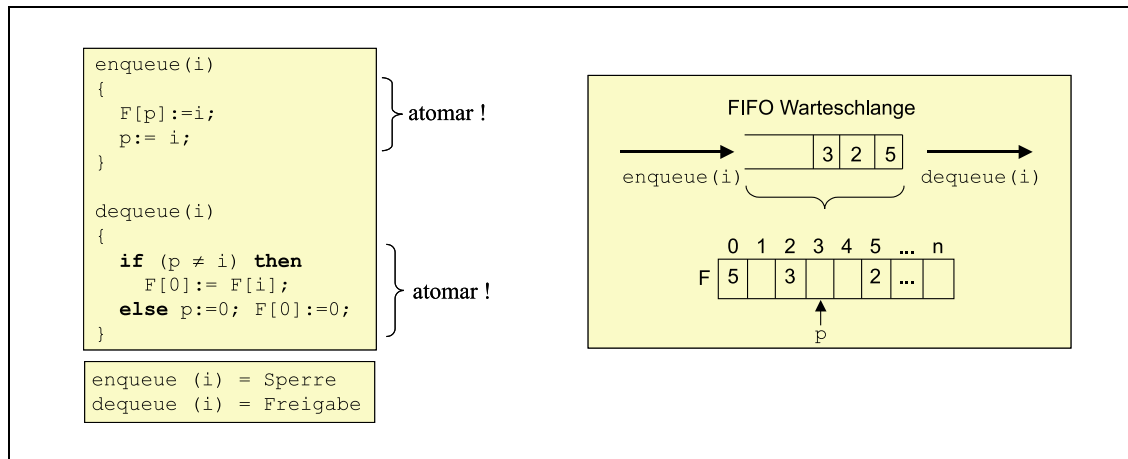 enqueue(i)
{
F[p]:=i;
p:= i;
}
atomar !
dequeue(i)
{
if (p ≠ i) then
F[0]:= F[i];
else p:=0; F[0]:=0;
}
atomar !
enqueue (i) = Sperre
dequeue (i) = Freigabe
FIFO Warteschlange
3 2 5
enqueue(i) dequeue(i)
0 1 2 3 4 5 ... n
F 5 3 2 ...
p